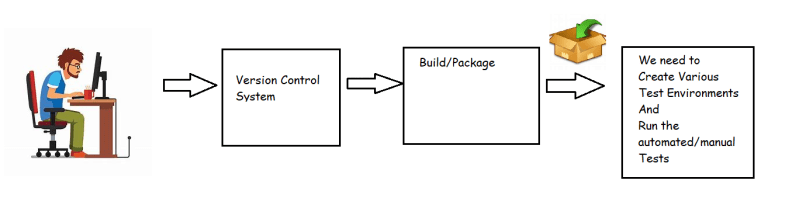 Version Control
System
Build/Package
We need to
Create Various
Test Environments
And
Run the
automated/manual
Tests